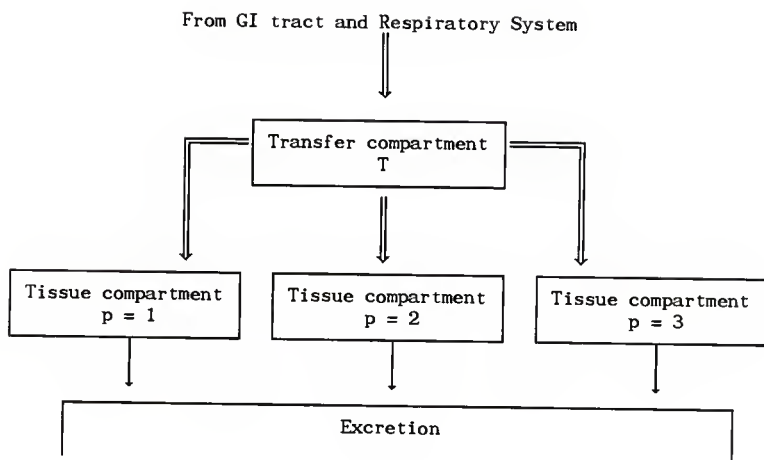 From GI tract and Respiratory System
Transfer compartment
T
Tissue compartment
p = 1
Tissue compartment
p = 2
Tissue compartment
p = 3
Excretion